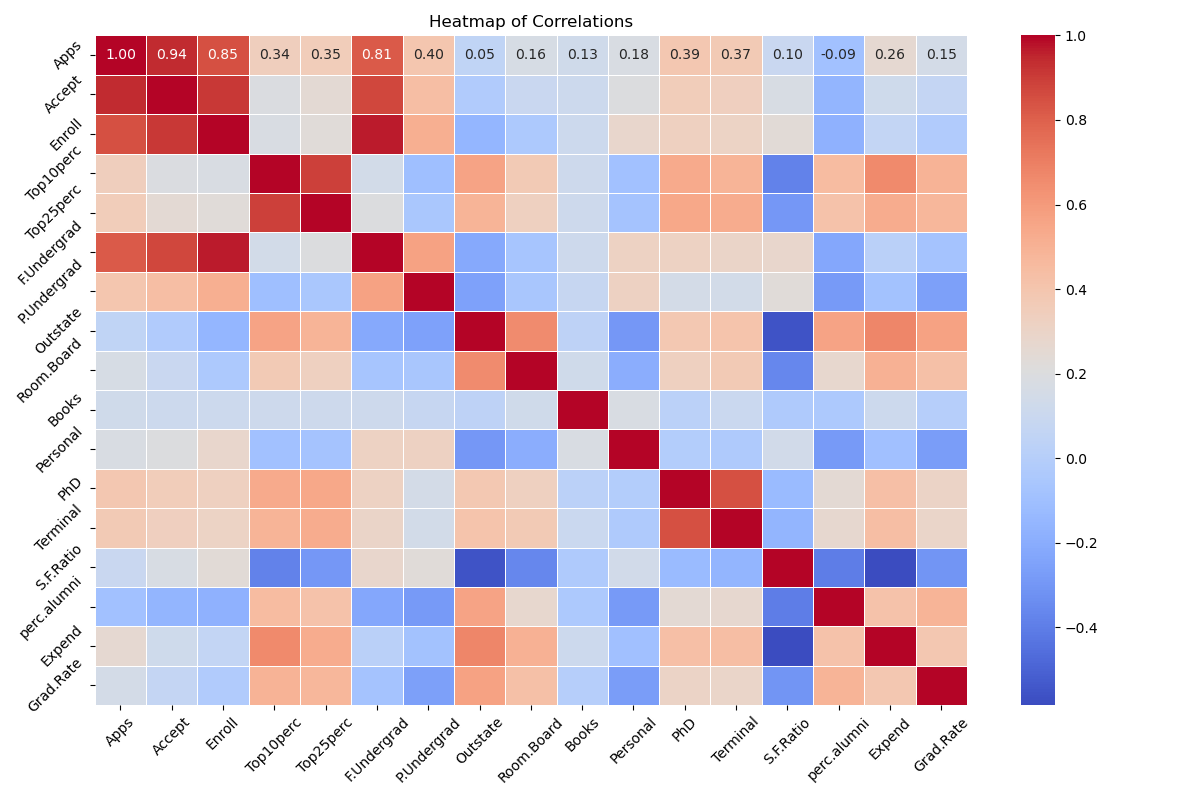 Heatmap of Correlations
Apps 1.00 0.94 0.85 0.34 0.35 0.81 0.40 0.05 0.16 0.13 0.18 0.39 0.37 0.10 -0.09 0.26 0.15
Accept
Enroll
Top10perc
Top25perc
F.Undergrad
P.Undergrad
Outstate
Room.Board
Books
Personal
PhD
Terminal
S.F.Ratio
perc.alumni
Expend
Grad.Rate
Apps Accept Enroll Top10perc Top25perc F.Undergrad P.Undergrad Outstate Room.Board Books Personal PhD Terminal S.F.Ratio perc.alumni Expend Grad.Rate
1.0
0.8
0.6
0.4
0.2
0.0
−0.2
−0.4